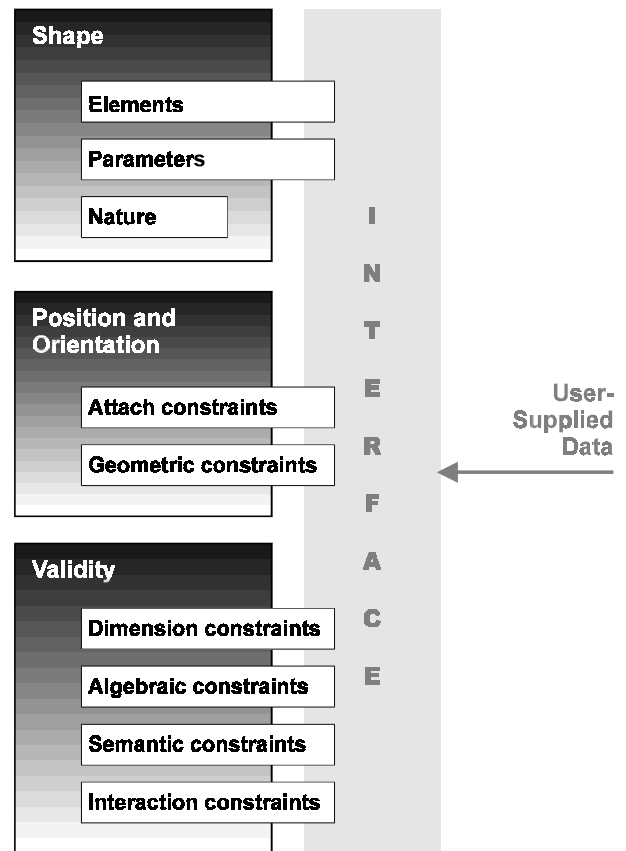 Shape
Elements
Parameters
Nature
Position and
Orientation
Attach constraints
Geometric constraints
Validity
Dimension constraints
Algebraic constraints
Semantic constraints
Interaction constraints
I
N
T
E
R
F
A
C
E
User-
Supplied
Data